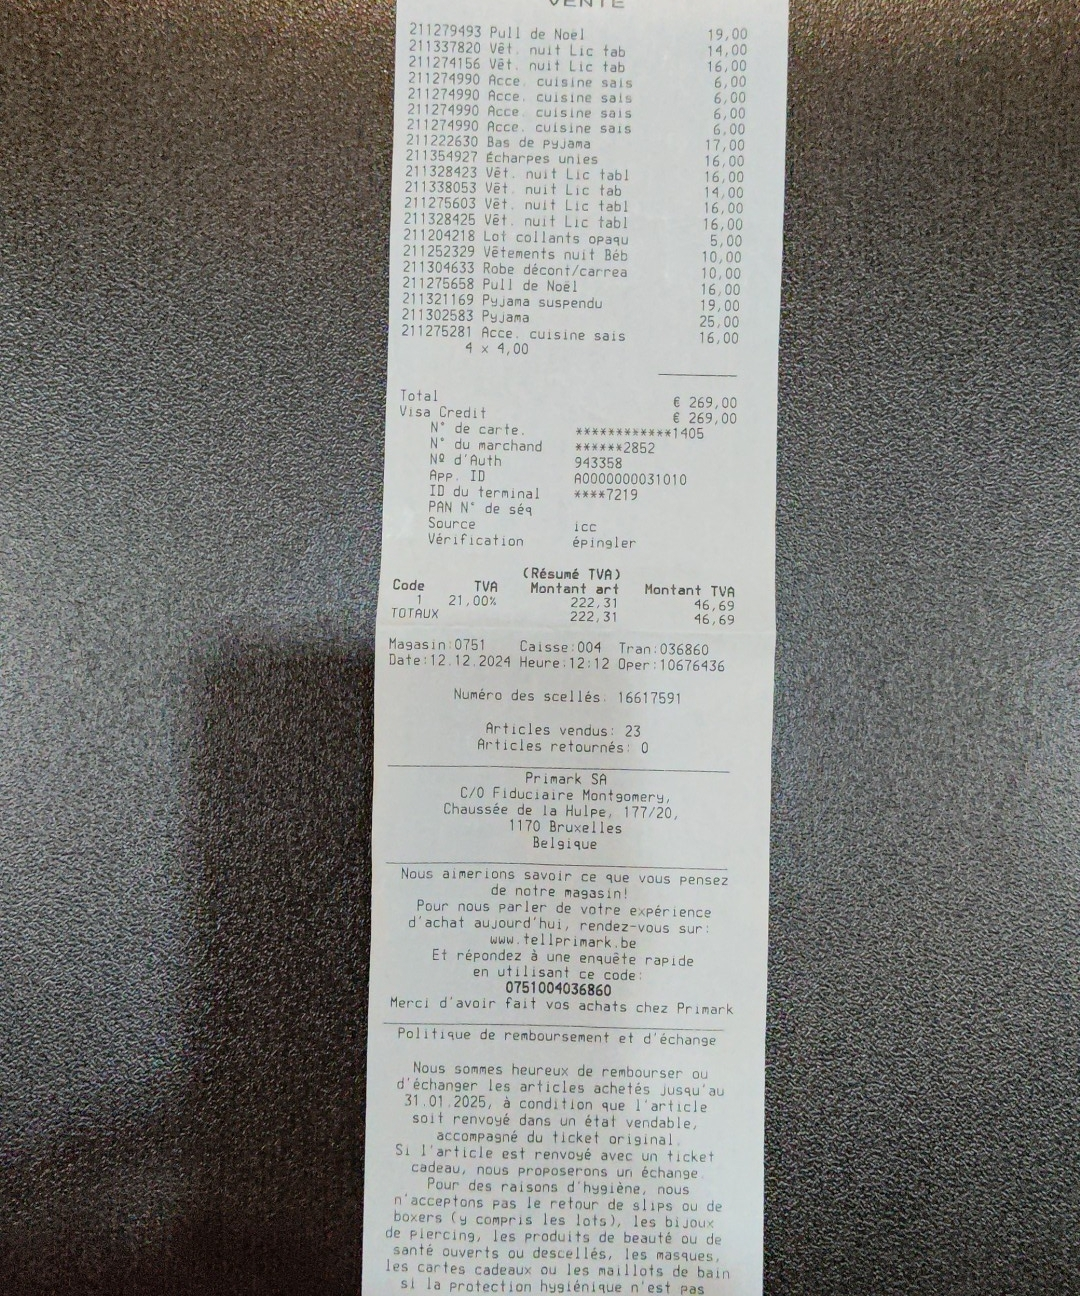 VENTE
211279493 Pull de Noël 19,00
211337820 Vêt. nuit Lic tab 14,00
211274156 Vêt. nuit Lic tab 16,00
211274990 Acce. cuisine sais 6,00
211274990 Acce. cuisine sais 6,00
211274990 Acce. cuisine sais 6,00
211274990 Acce. cuisine sais 6,00
211222630 Bas de pyjama 17,00
211354927 Écharpes unies 16,00
211328423 Vêt. nuit Lic tabl 16,00
211338053 Vêt. nuit Lic tab 14,00
211275603 Vêt. nuit Lic tabl 16,00
211328425 Vêt. nuit Lic tabl 16,00
211204218 Lot collants opaqu 5,00
211252329 Vêtements nuit Béb 10,00
211304633 Robe décont/carrea 10,00
211275658 Pull de Noël 16,00
211321169 Pyjama suspendu 19,00
211302583 Pyjama 25,00
211275281 Acce. cuisine sais 16,00
4 x 4,00
Total € 269,00
Visa Credit € 269,00
N° de carte. ************1405
N° du marchand ******2852
Nº d'Auth 943358
App. ID A0000000031010
ID du terminal ****7219
PAN N° de séq
Source icc
Vérification épingler
(Résumé TVA)
Code TVA Montant art Montant TVA
1 21,00% 222,31 46,69
TOTAUX 222,31 46,69
Magasin:0751 Caisse:004 Tran:036860
Date:12.12.2024 Heure:12:12 Oper:10676436
Numéro des scellés. 16617591
Articles vendus: 23
Articles retournés: 0
Primark SA
C/O Fiduciaire Montgomery,
Chaussée de la Hulpe, 177/20,
1170 Bruxelles
Belgique
Nous aimerions savoir ce que vous pensez
de notre magasin!
Pour nous parler de votre expérience
d'achat aujourd'hui, rendez-vous sur:
www.tellprimark.be
Et répondez à une enquête rapide
en utilisant ce code:
0751004036860
Merci d'avoir fait vos achats chez Primark
Politique de remboursement et d'échange
Nous sommes heureux de rembourser ou
d'échanger les articles achetés jusqu'au
31.01.2025, à condition que l'article
soit renvoyé dans un état vendable,
accompagné du ticket original.
Si l'article est renvoyé avec un ticket
cadeau, nous proposerons un échange.
Pour des raisons d'hygiène, nous
n'acceptons pas le retour de slips ou de
boxers (y compris les lots), les bijoux
de piercing, les produits de beauté ou de
santé ouverts ou descellés, les masques,
les cartes cadeaux ou les maillots de bain
si la protection hygiénique n'est pas